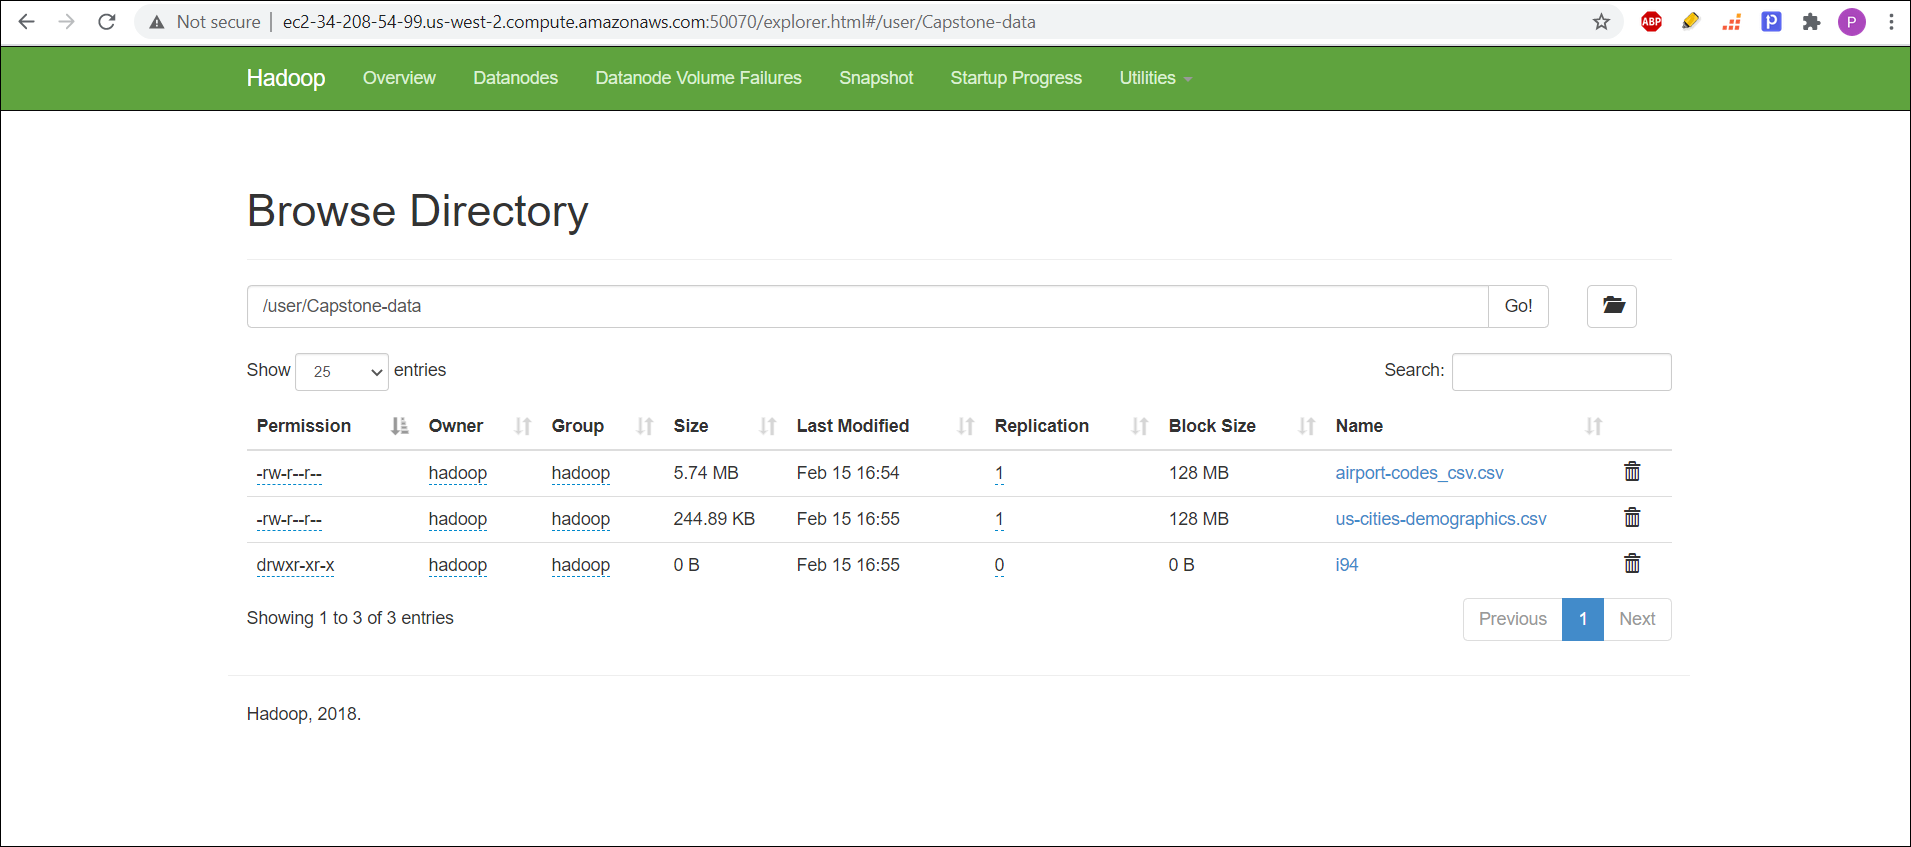 Not secure | ec2-34-208-54-99.us-west-2.compute.amazonaws.com:50070/explorer.html#/user/Capstone-data ABP P P
Hadoop Overview Datanodes Datanode Volume Failures Snapshot Startup Progress Utilities
Browse Directory
/user/Capstone-data Go!
Show 25 entries Search:
Permission Owner Group Size Last Modified Replication Block Size Name
-rw-r--r-- hadoop hadoop 5.74 MB Feb 15 16:54 1 128 MB airport-codes_csv.csv
-rw-r--r-- hadoop hadoop 244.89 KB Feb 15 16:55 1 128 MB us-cities-demographics.csv
drwxr-xr-x hadoop hadoop 0 B Feb 15 16:55 0 0 B i94
Showing 1 to 3 of 3 entries Previous 1 Next
Hadoop, 2018.